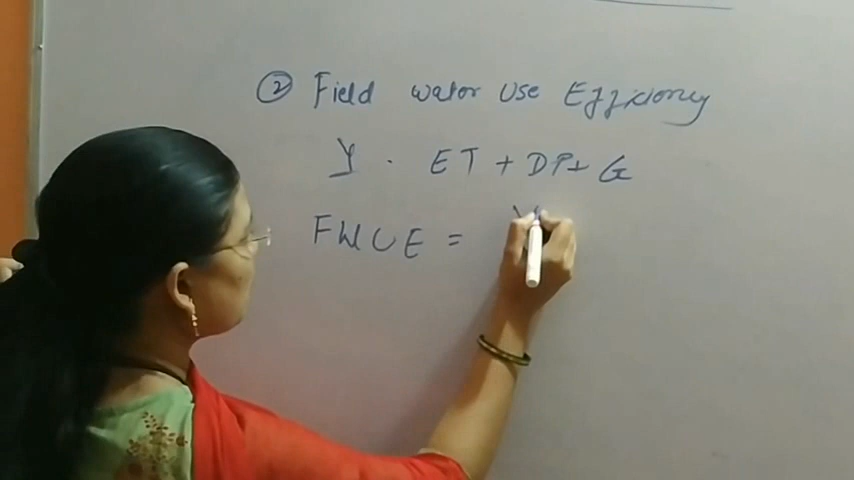 ② Field water Use Efficiency
Y . ET + DP + G
FWUE = Y